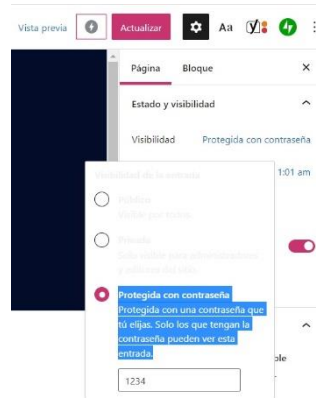 Vista previa
Actualizar
Aa
Página Bloque
Estado y visibilidad
Visibilidad Protegida con contraseña
1:01 am
Visibilidad de la entrada
Público
Visible para todos.
Privada
Solo visible para administradores
y editores del sitio.
Protegida con contraseña
Protegida con una contraseña que
tú elijas. Solo los que tengan la
contraseña pueden ver esta
entrada.
1234